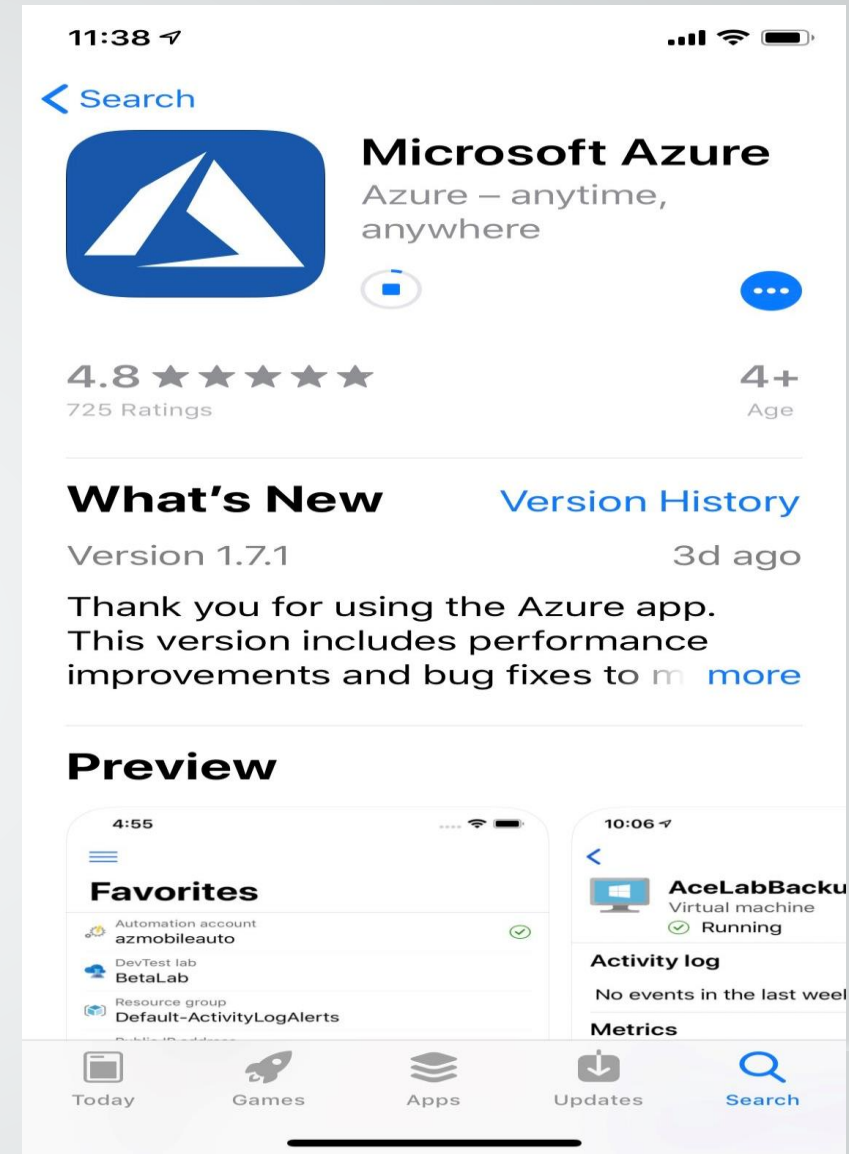 11:38
Search
Microsoft Azure
Azure – anytime,
anywhere
4.8
4+
725 Ratings
Age
What's New
Version History
Version 1.7.1
3d ago
Thank you for using the Azure app.
This version includes performance
improvements and bug fixes to m more
Preview
4:55
Favorites
Automation account
azmobileauto
DevTest lab
BetaLab
Resource group
Default-ActivityLogAlerts
10:06
AceLabBacku
Virtual machine
Running
Activity log
No events in the last weel
Metrics
Today
Games
Apps
Updates
Search